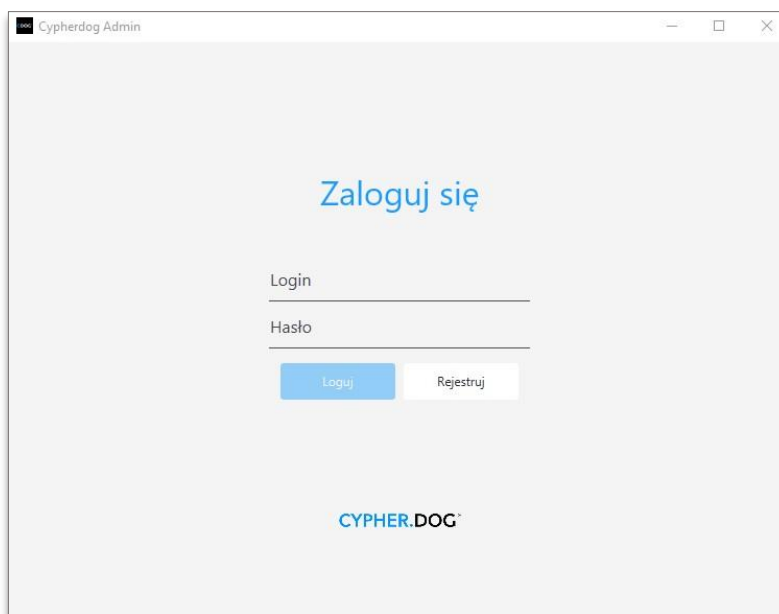 Cypherdog Admin
Zaloguj się
Login
Hasło
Loguj
Rejestruj
CYPHER.DOG